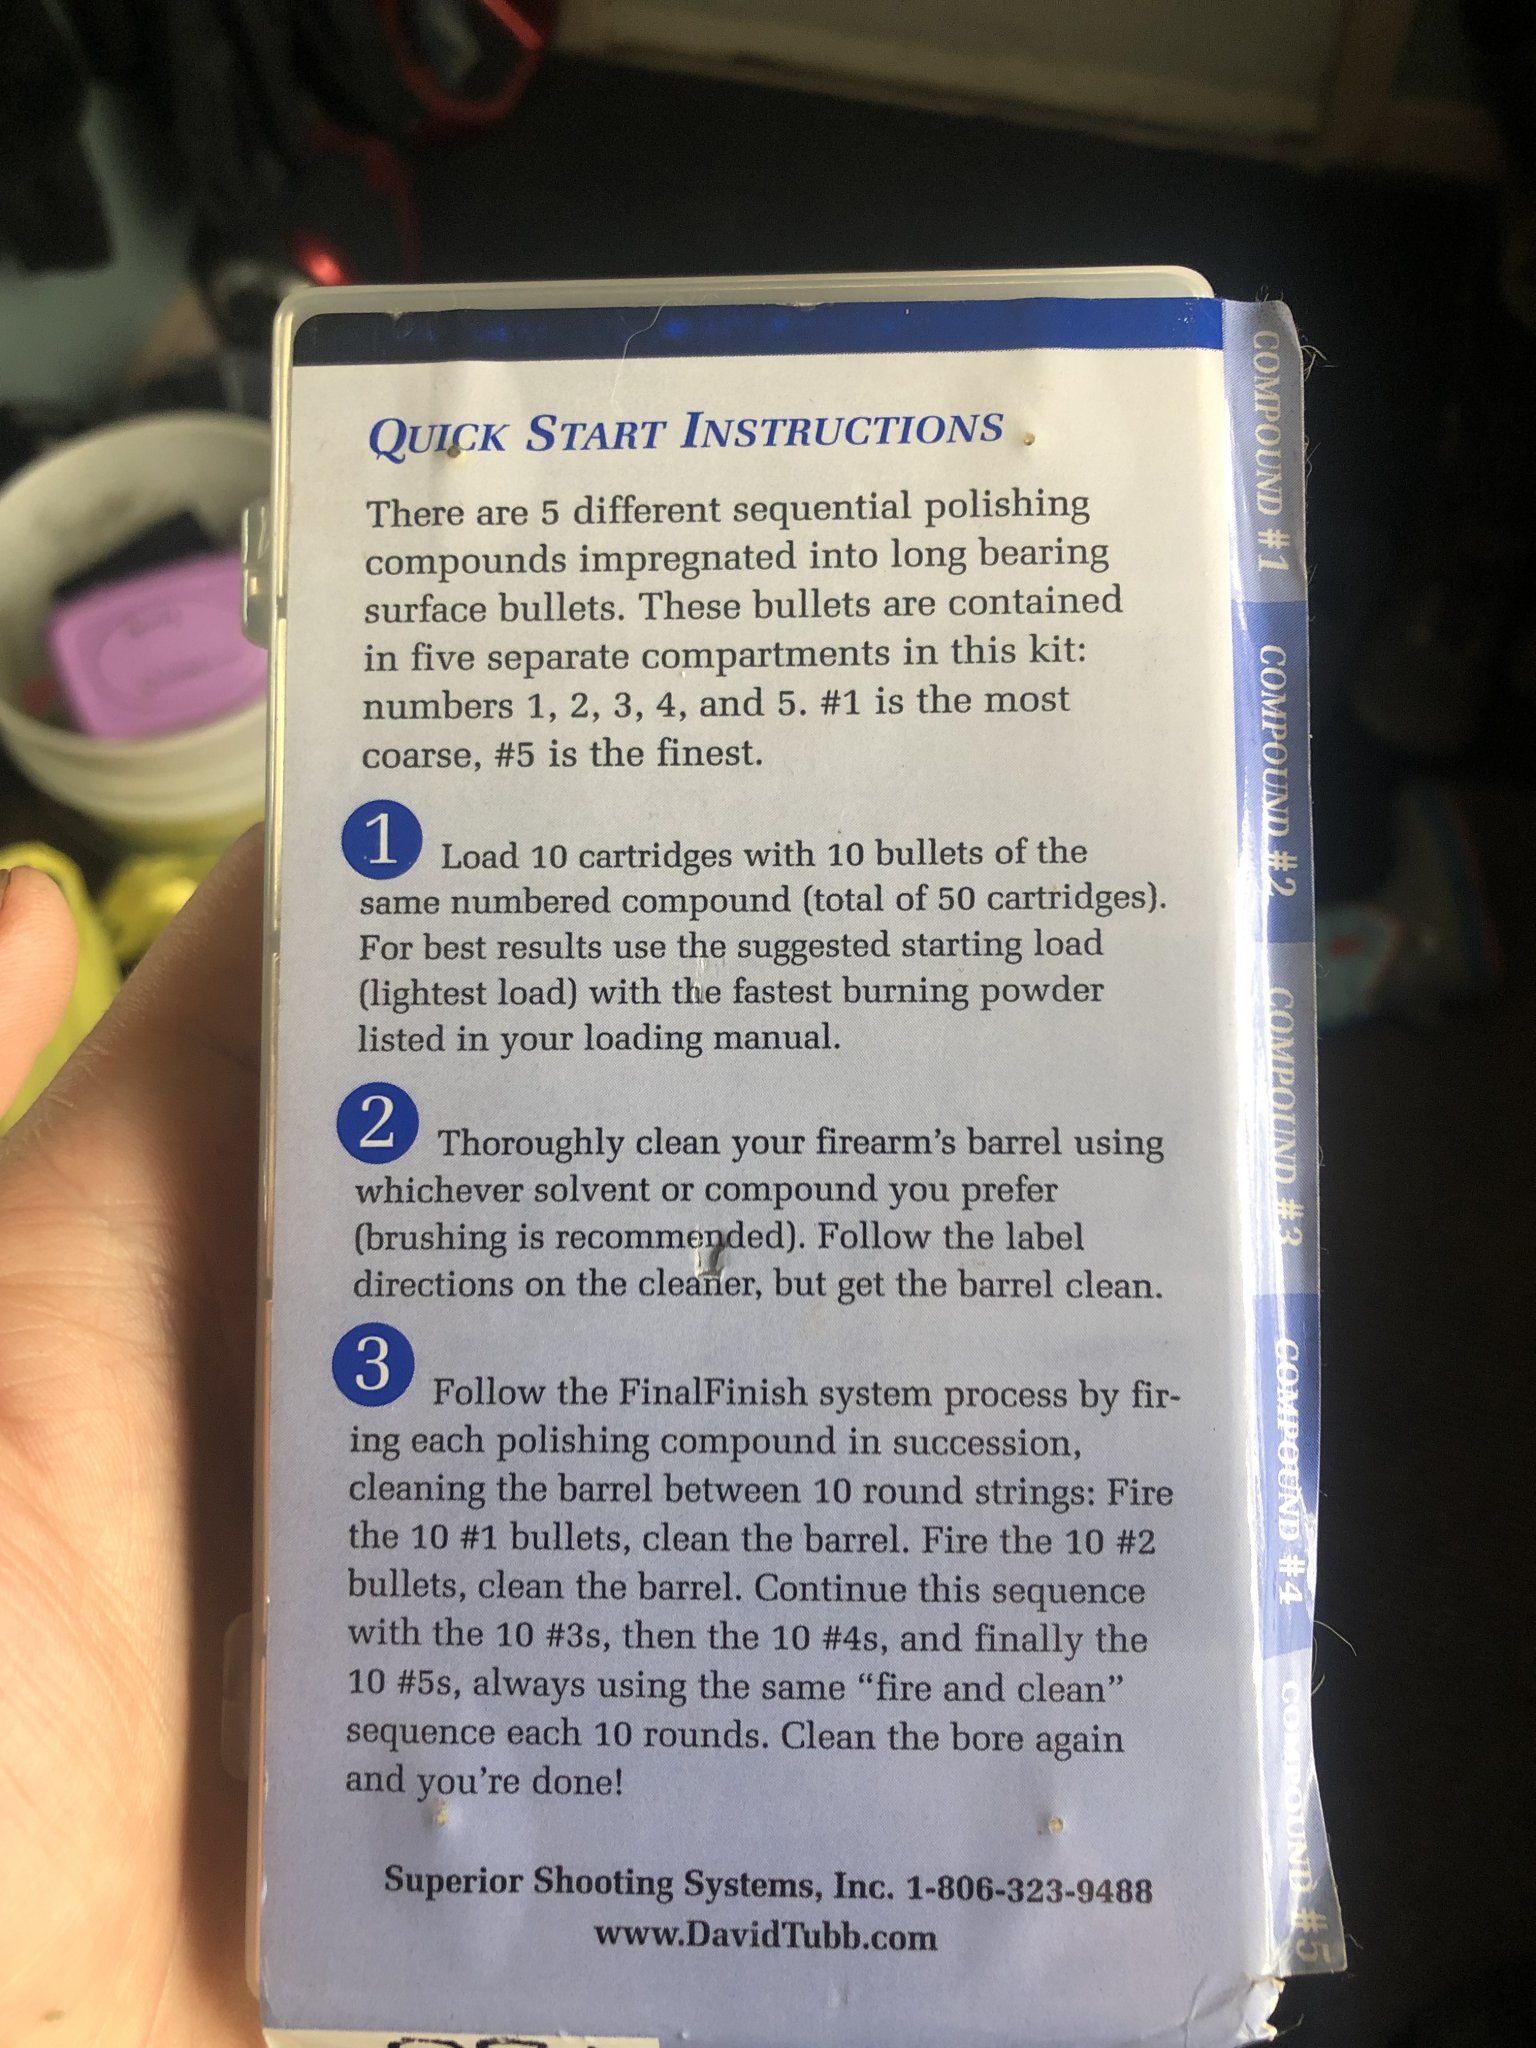 QUICK START INSTRUCTIONS
There are 5 different sequential polishing
compounds impregnated into long bearing
surface bullets. These bullets are contained
in five separate compartments in this kit:
numbers 1, 2, 3, 4, and 5. #1 is the most
coarse, #5 is the finest.
1 Load 10 cartridges with 10 bullets of the
same numbered compound (total of 50 cartridges).
For best results use the suggested starting load
(lightest load) with the fastest burning powder
listed in your loading manual.
2 Thoroughly clean your firearm's barrel using
whichever solvent or compound you prefer
(brushing is recommended). Follow the label
directions on the cleaner, but get the barrel clean.
3 Follow the FinalFinish system process by fir-
ing each polishing compound in succession,
cleaning the barrel between 10 round strings: Fire
the 10 #1 bullets, clean the barrel. Fire the 10 #2
bullets, clean the barrel. Continue this sequence
with the 10 #3s, then the 10 #4s, and finally the
10 #5s, always using the same “fire and clean”
sequence each 10 rounds. Clean the bore again
and you're done!
Superior Shooting Systems, Inc. 1-806-323-9488
www.DavidTubb.com
COMPOUND #1
COMPOUND #2
COMPOUND #3
COMPOUND #4
COMPOUND #5